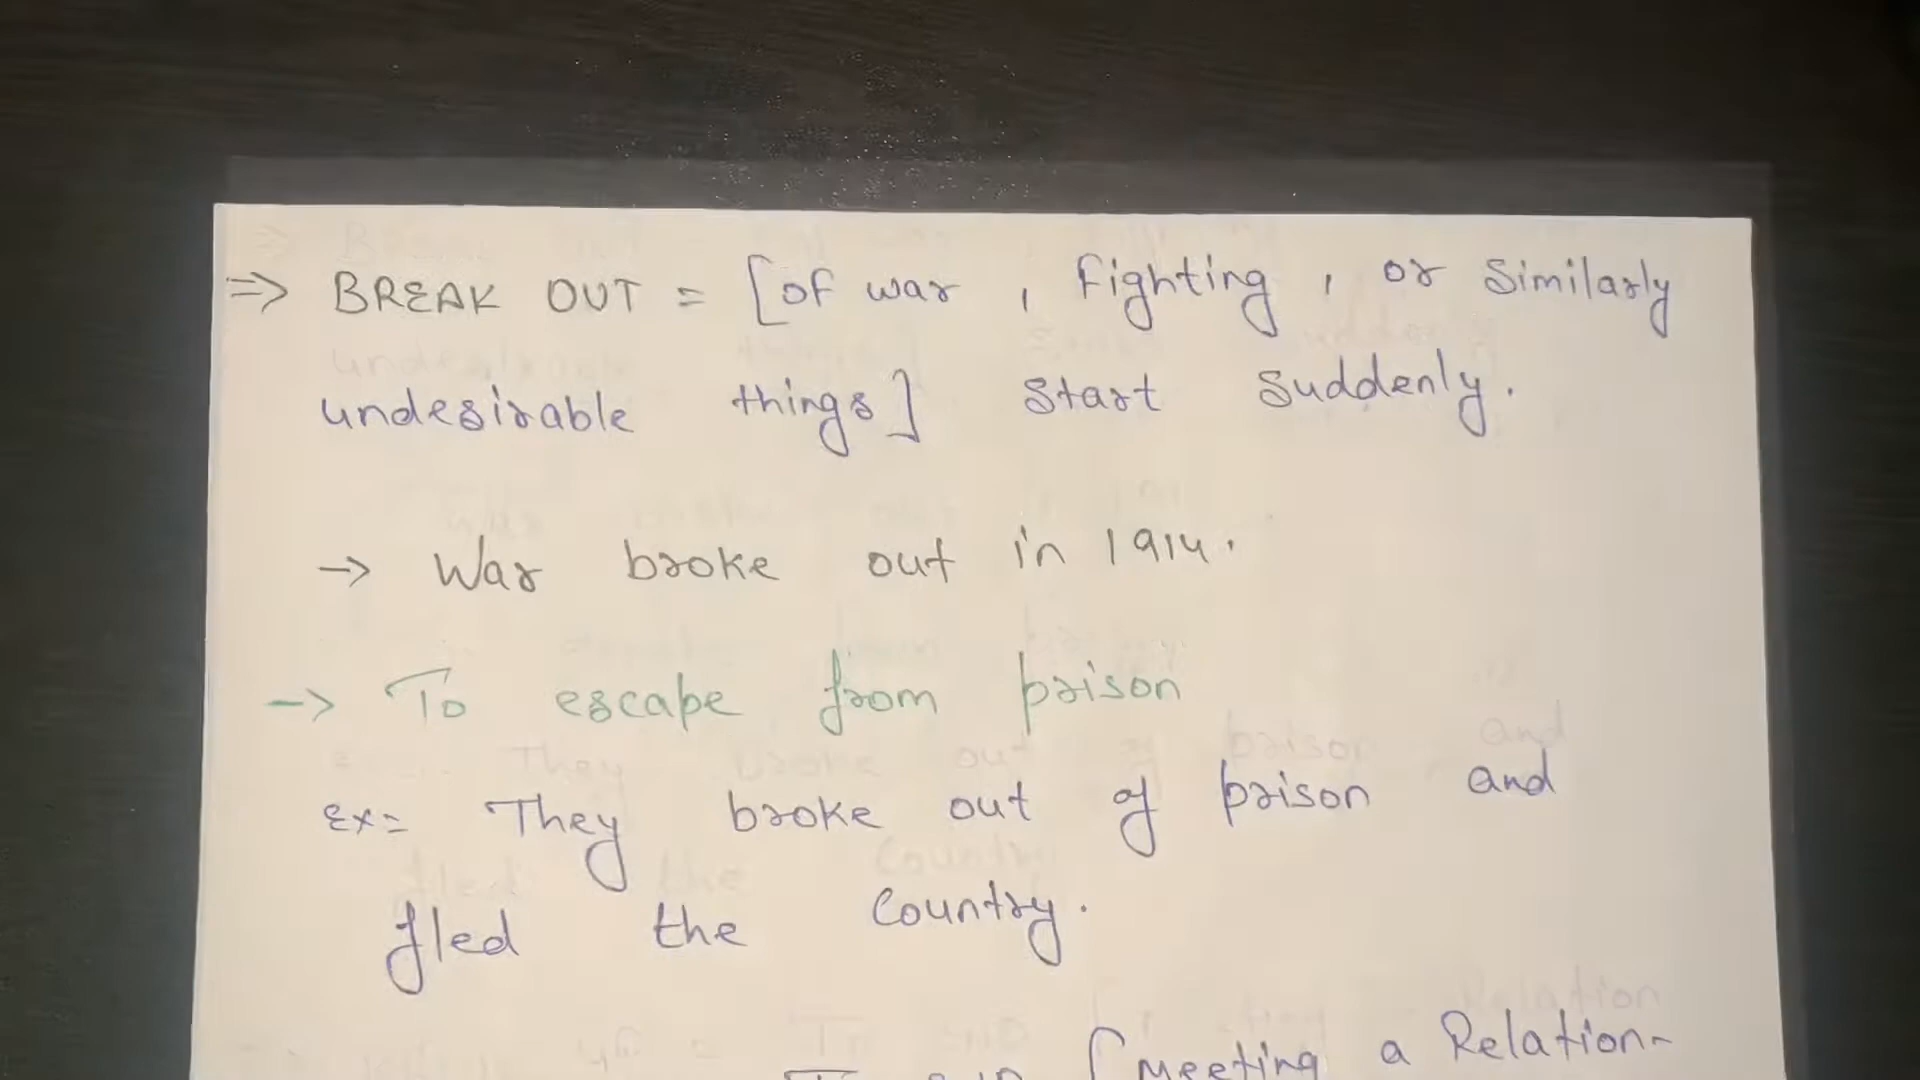 ⇒ BREAK OUT = [of war , Fighting , or Similarly
undesirable things] Start Suddenly.
→ War broke out in 1914.
→ To escape from prison
Ex= They broke out of prison and
fled the Country.
[Meeting a Relation-